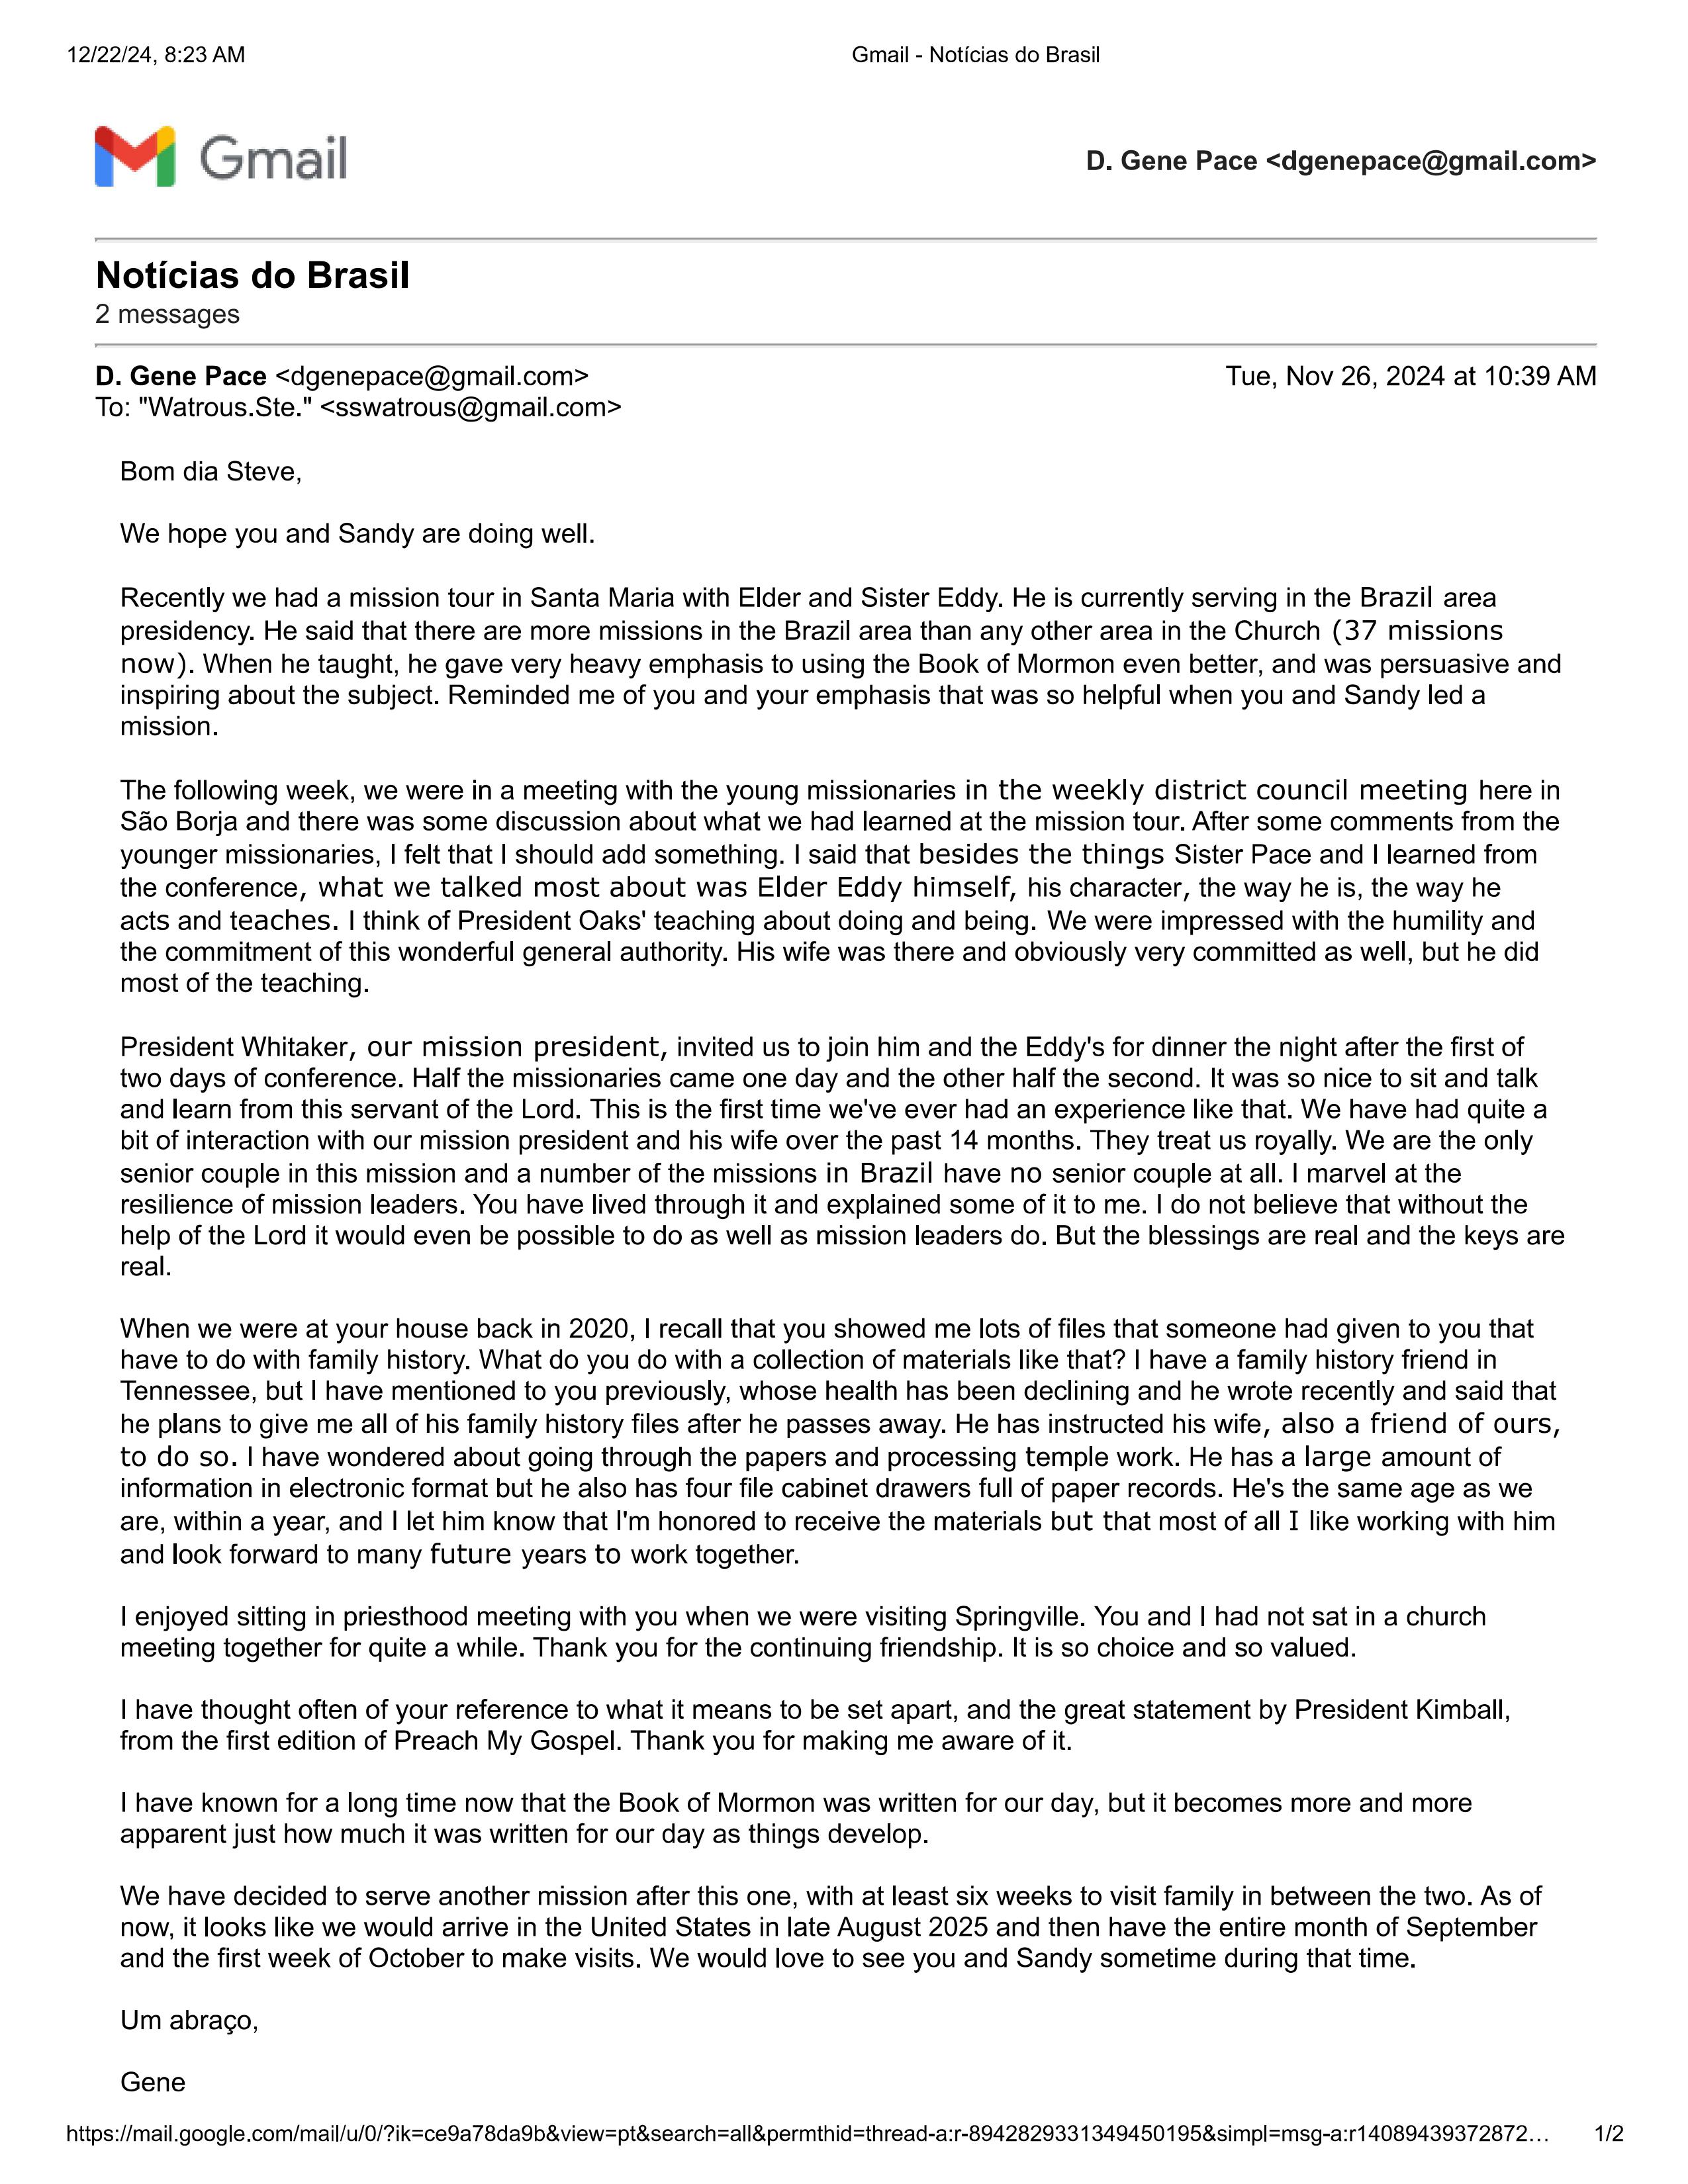 12/22/24, 8:23 AM
Gmail - Notícias do Brasil
Gmail
D. Gene Pace <dgenepace@gmail.com>
Notícias do Brasil
2 messages
D. Gene Pace <dgenepace@gmail.com>
Tue, Nov 26, 2024 at 10:39 AM
To: "Watrous.Ste." <sswatrous@gmail.com>
Bom dia Steve,
We hope you and Sandy are doing well.
Recently we had a mission tour in Santa Maria with Elder and Sister Eddy. He is currently serving in the Brazil area
presidency. He said that there are more missions in the Brazil area than any other area in the Church (37 missions
now). When he taught, he gave very heavy emphasis to using the Book of Mormon even better, and was persuasive and
inspiring about the subject. Reminded me of you and your emphasis that was so helpful when you and Sandy led a
mission.
The following week, we were in a meeting with the young missionaries in the weekly district council meeting here in
São Borja and there was some discussion about what we had learned at the mission tour. After some comments from the
younger missionaries, I felt that I should add something. I said that besides the things Sister Pace and I learned from
the conference, what we talked most about was Elder Eddy himself, his character, the way he is, the way he
acts and teaches. I think of President Oaks' teaching about doing and being. We were impressed with the humility and
the commitment of this wonderful general authority. His wife was there and obviously very committed as well, but he did
most of the teaching.
President Whitaker, our mission president, invited us to join him and the Eddy's for dinner the night after the first of
two days of conference. Half the missionaries came one day and the other half the second. It was so nice to sit and talk
and learn from this servant of the Lord. This is the first time we've ever had an experience like that. We have had quite a
bit of interaction with our mission president and his wife over the past 14 months. They treat us royally. We are the only
senior couple in this mission and a number of the missions in Brazil have no senior couple at all. I marvel at the
resilience of mission leaders. You have lived through it and explained some of it to me. I do not believe that without the
help of the Lord it would even be possible to do as well as mission leaders do. But the blessings are real and the keys are
real.
When we were at your house back in 2020, I recall that you showed me lots of files that someone had given to you that
have to do with family history. What do you do with a collection of materials like that? I have a family history friend in
Tennessee, but I have mentioned to you previously, whose health has been declining and he wrote recently and said that
he plans to give me all of his family history files after he passes away. He has instructed his wife, also a friend of ours,
to do so. I have wondered about going through the papers and processing temple work. He has a large amount of
information in electronic format but he also has four file cabinet drawers full of paper records. He's the same age as we
are, within a year, and I let him know that I'm honored to receive the materials but that most of all I like working with him
and look forward to many future years to work together.
I enjoyed sitting in priesthood meeting with you when we were visiting Springville. You and I had not sat in a church
meeting together for quite a while. Thank you for the continuing friendship. It is so choice and so valued.
I have thought often of your reference to what it means to be set apart, and the great statement by President Kimball,
from the first edition of Preach My Gospel. Thank you for making me aware of it.
I have known for a long time now that the Book of Mormon was written for our day, but it becomes more and more
apparent just how much it was written for our day as things develop.
We have decided to serve another mission after this one, with at least six weeks to visit family in between the two. As of
now, it looks like we would arrive in the United States in late August 2025 and then have the entire month of September
and the first week of October to make visits. We would love to see you and Sandy sometime during that time.
Um abraço,
Gene
https://mail.google.com/mail/u/0/?ik=ce9a78da9b&view=pt&search=all&permthid=thread-a:r-8942829331349450195&simpl=msg-a:r14089439372872…
1/2